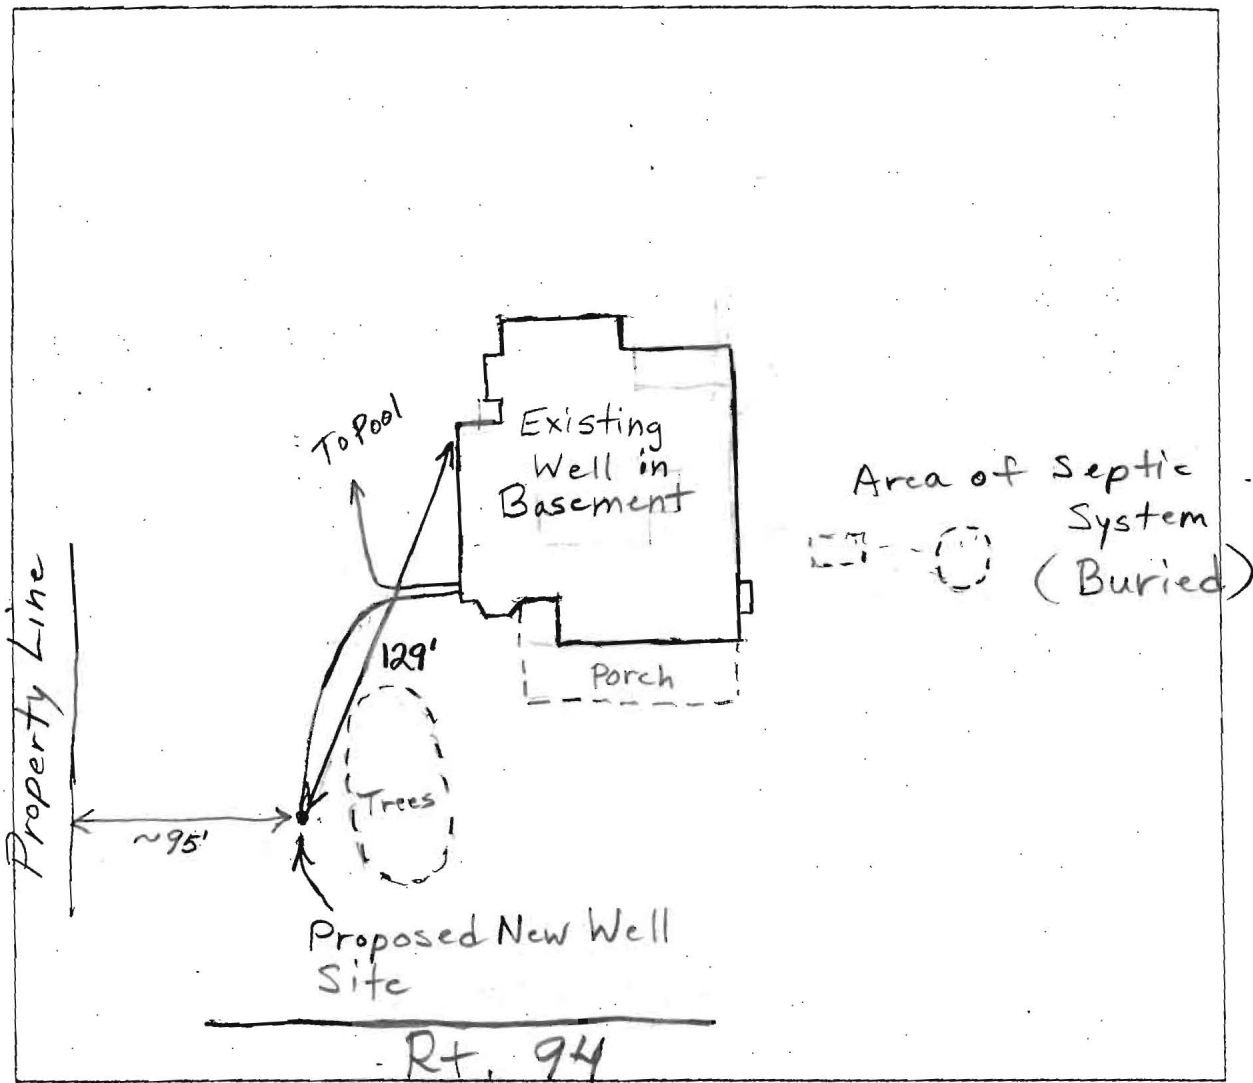 To Pool
Existing
Well in
Basement
Area of Septic
System
(Buried)
Property Line
129'
Porch
Trees
~95'
Proposed New Well
Site
Rt. 94